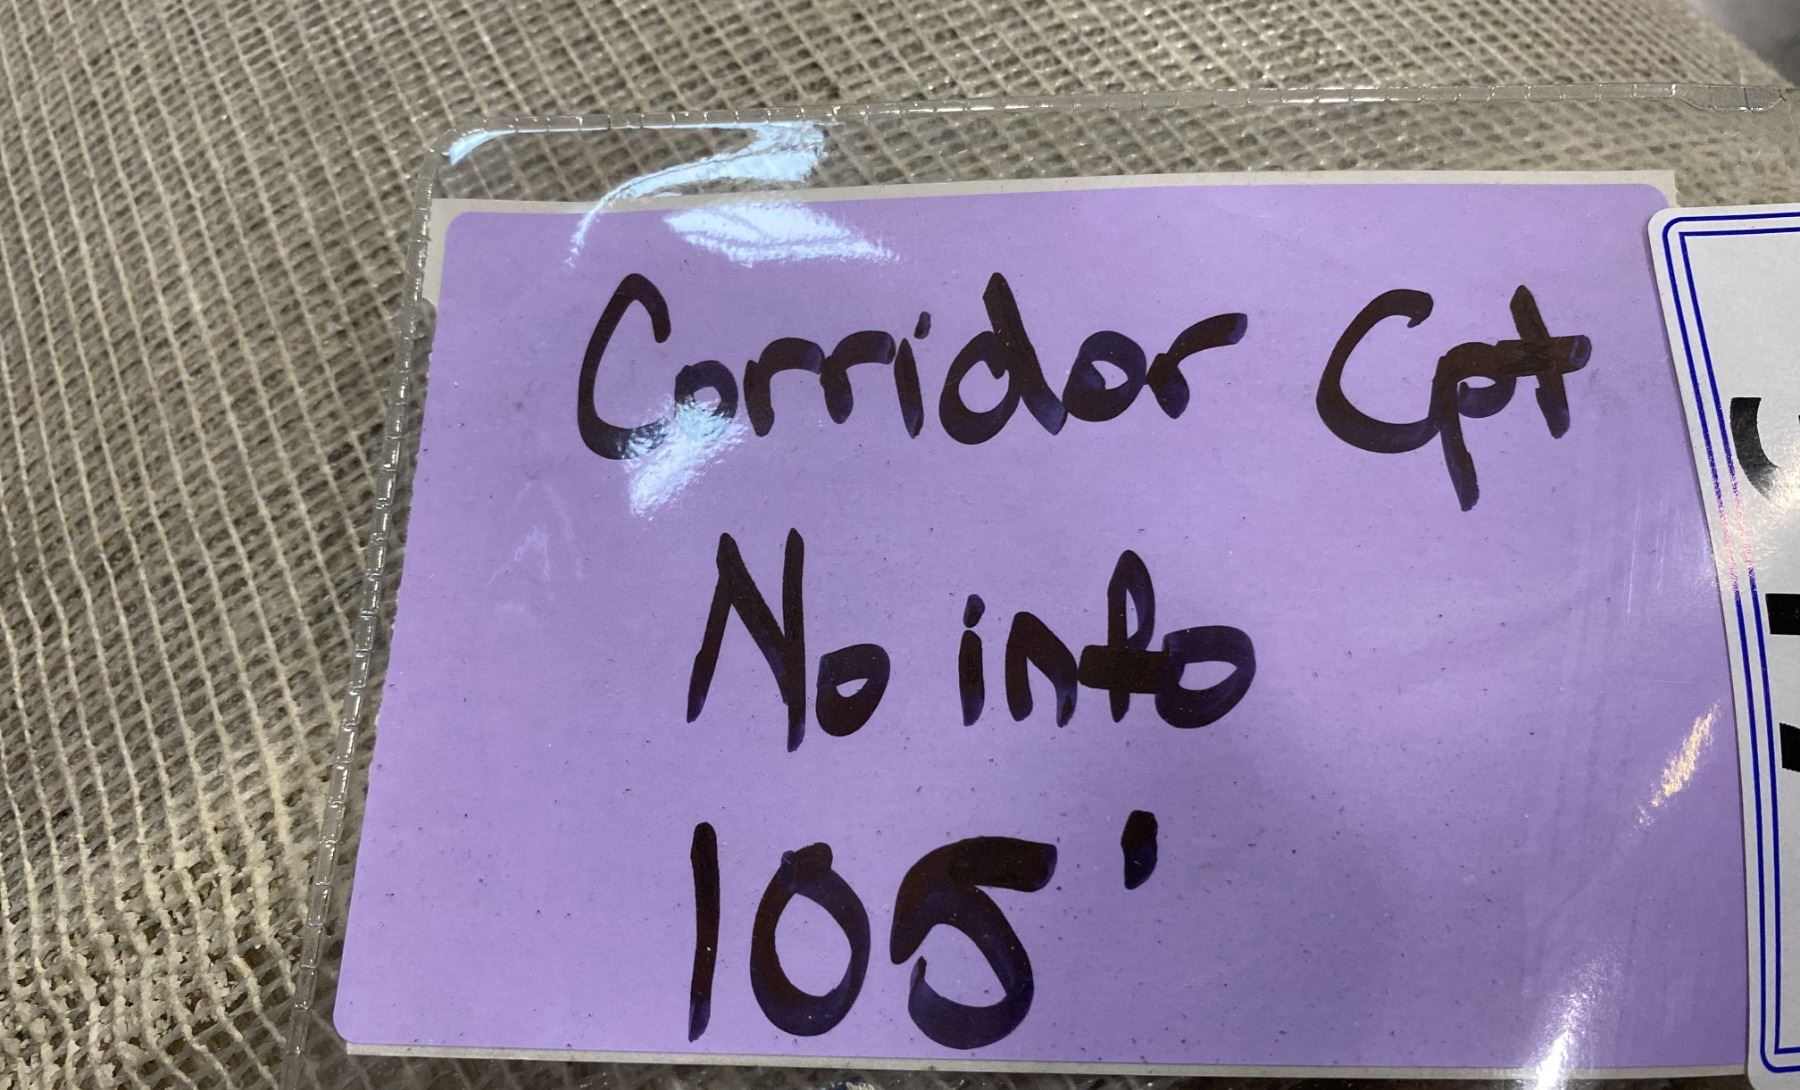 Corridor Cpt
No info
105'